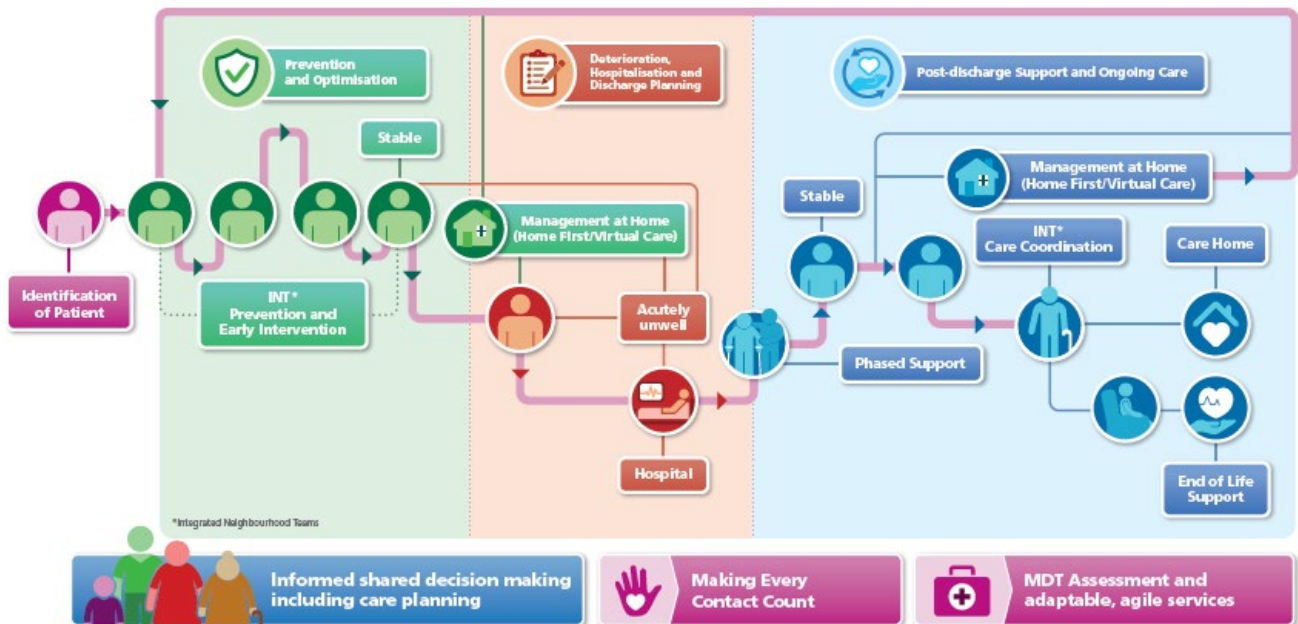 Prevention
and Optimisation
Deterioration,
Hospitalisation and
Discharge Planning
Post-discharge Support and Ongoing Care
Stable
Management at Home
(Home First/Virtual Care)
Identification
of Patient
INT*
Prevention and
Early Intervention
Acutely
unwell
Hospital
Stable
Management at Home
(Home First/Virtual Care)
INT*
Care Coordination
Care Home
Phased Support
End of Life
Support
*Integrated Neighbourhood Teams
Informed shared decision making
including care planning
Making Every
Contact Count
MDT Assessment and
adaptable, agile services